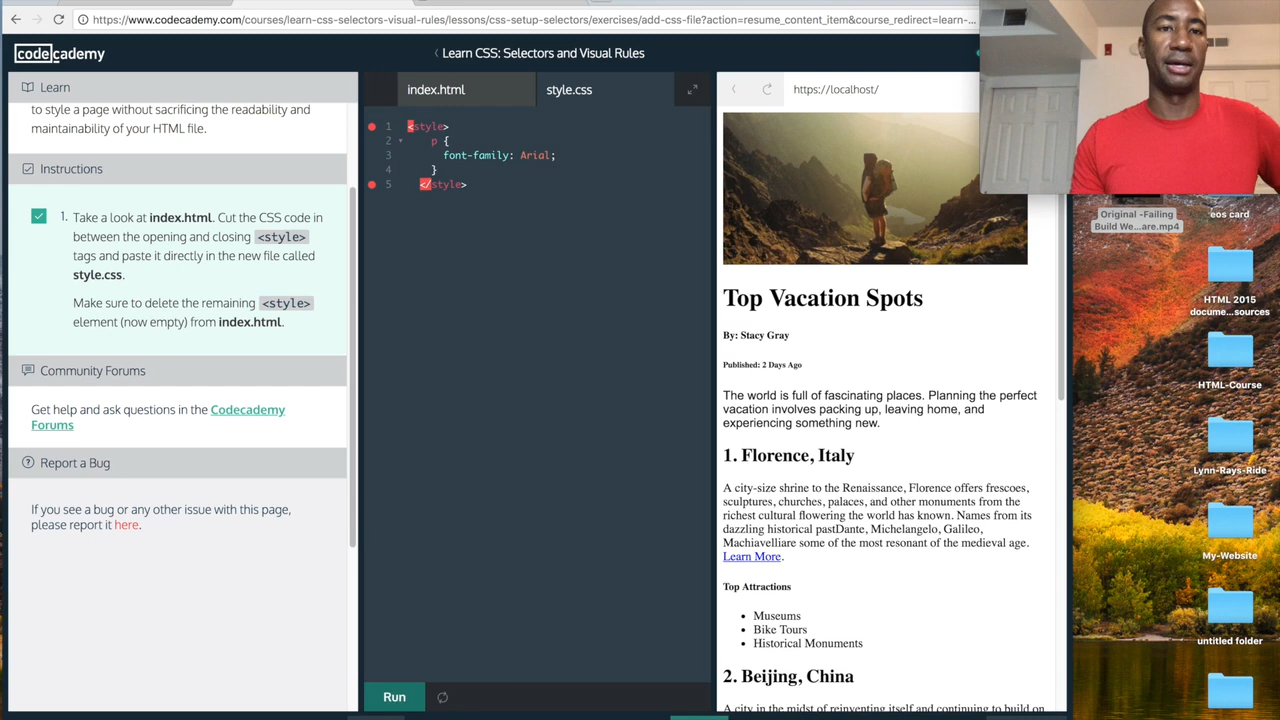 https://www.codecademy.com/courses/learn-css-selectors-visual-rules/lessons/css-setup-selectors/exercises/add-css-file?action=resume_content_item&course_redirect=learn-...
codecademy
Learn CSS: Selectors and Visual Rules
Learn
to style a page without sacrificing the readability and
maintainability of your HTML file.
Instructions
1. Take a look at index.html. Cut the CSS code in
between the opening and closing <style>
tags and paste it directly in the new file called
style.css.
Make sure to delete the remaining <style>
element (now empty) from index.html.
Community Forums
Get help and ask questions in the Codecademy
Forums
Report a Bug
If you see a bug or any other issue with this page,
please report it here.
index.html
style.css
1 <style>
2 p {
3 font-family: Arial;
4 }
5 </style>
Run
https://localhost/
Top Vacation Spots
By: Stacy Gray
Published: 2 Days Ago
The world is full of fascinating places. Planning the perfect
vacation involves packing up, leaving home, and
experiencing something new.
1. Florence, Italy
A city-size shrine to the Renaissance, Florence offers frescoes,
sculptures, churches, palaces, and other monuments from the
richest cultural flowering the world has known. Names from its
dazzling historical pastDante, Michelangelo, Galileo,
Machiavelliare some of the most resonant of the medieval age.
Learn More.
Top Attractions
• Museums
• Bike Tours
• Historical Monuments
2. Beijing, China
A city in the midst of reinventing itself and continuing to build on
Original -Failing
Build We...are.mp4
eos card
HTML 2015
docume...sources
HTML-Course
Lynn-Rays-Ride
My-Website
untitled folder